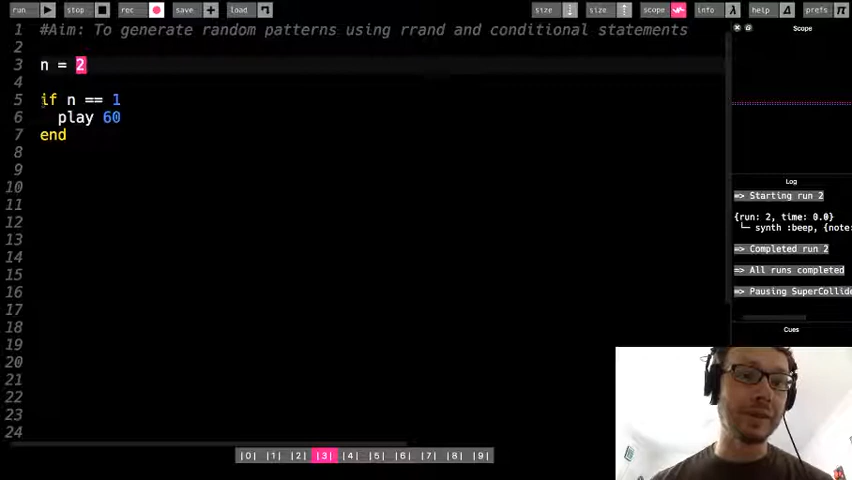 run stop rec save load size size scope info help prefs
1 #Aim: To generate random patterns using rrand and conditional statements
Scope
2
3 n = 2
4
5 if n == 1
6 play 60
7 end
8
9
10
11
12
13
14
15
16
17
18
19
20
21
22
23
24
Log
=> Starting run 2
{run: 2, time: 0.0}
└─ synth :beep, {note:
=> Completed run 2
=> All runs completed
=> Pausing SuperCollide
Cues
|0| |1| |2| |3| |4| |5| |6| |7| |8| |9|